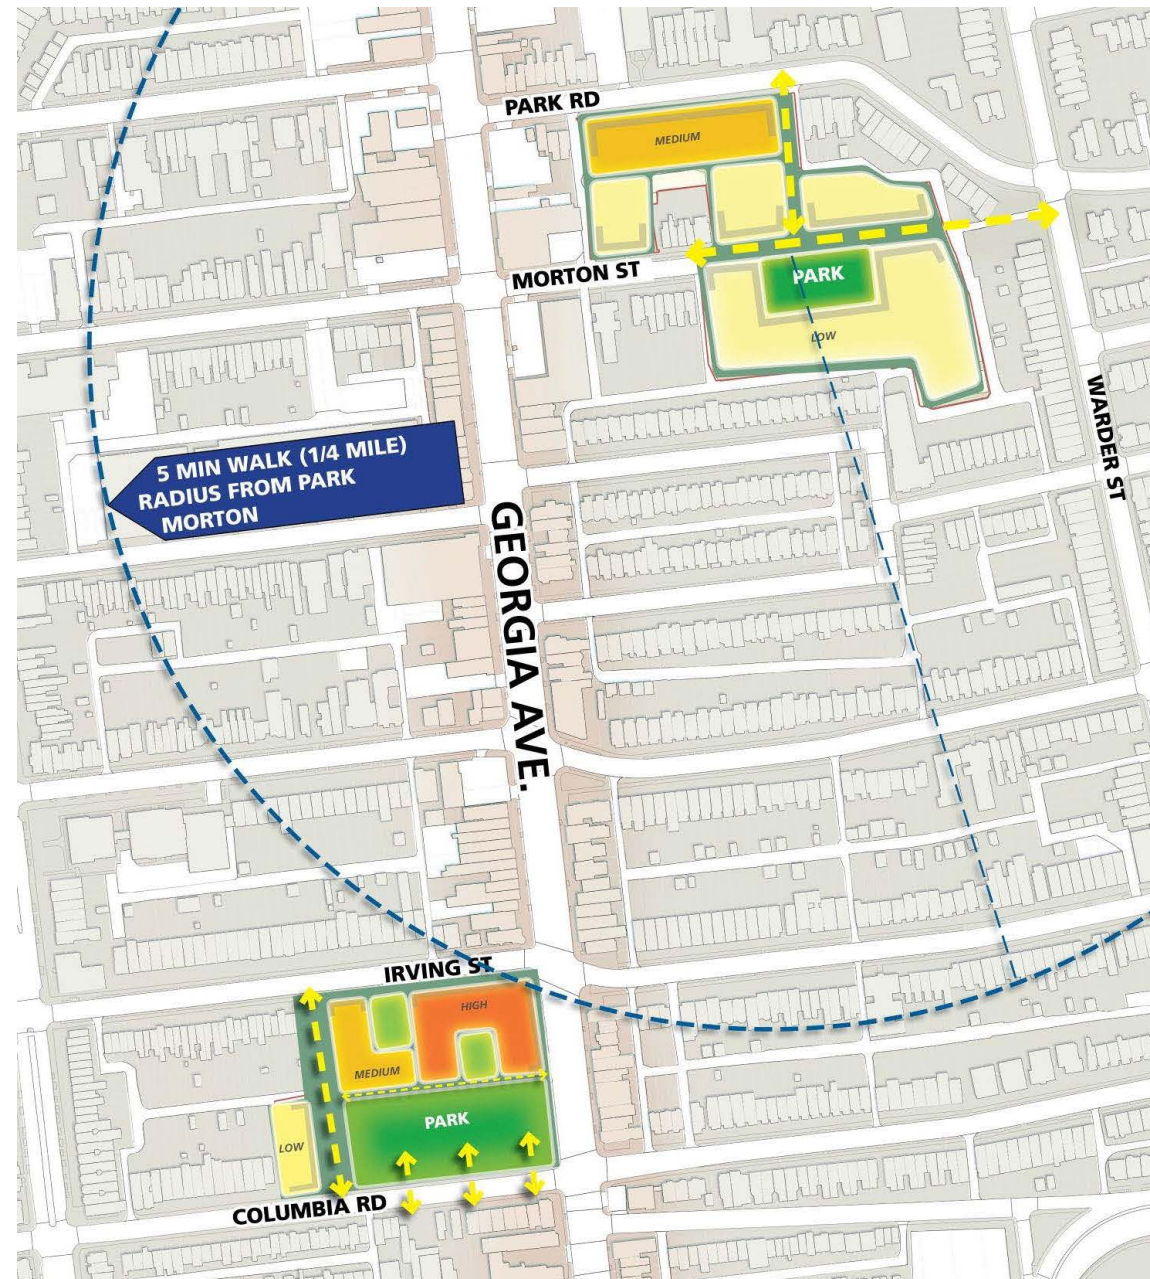 PARK RD
MEDIUM
MORTON ST
PARK
LOW
WARDER ST
5 MIN WALK (1/4 MILE)
RADIUS FROM PARK
MORTON
GEORGIA AVE.
IRVING ST
HIGH
MEDIUM
PARK
LOW
COLUMBIA RD